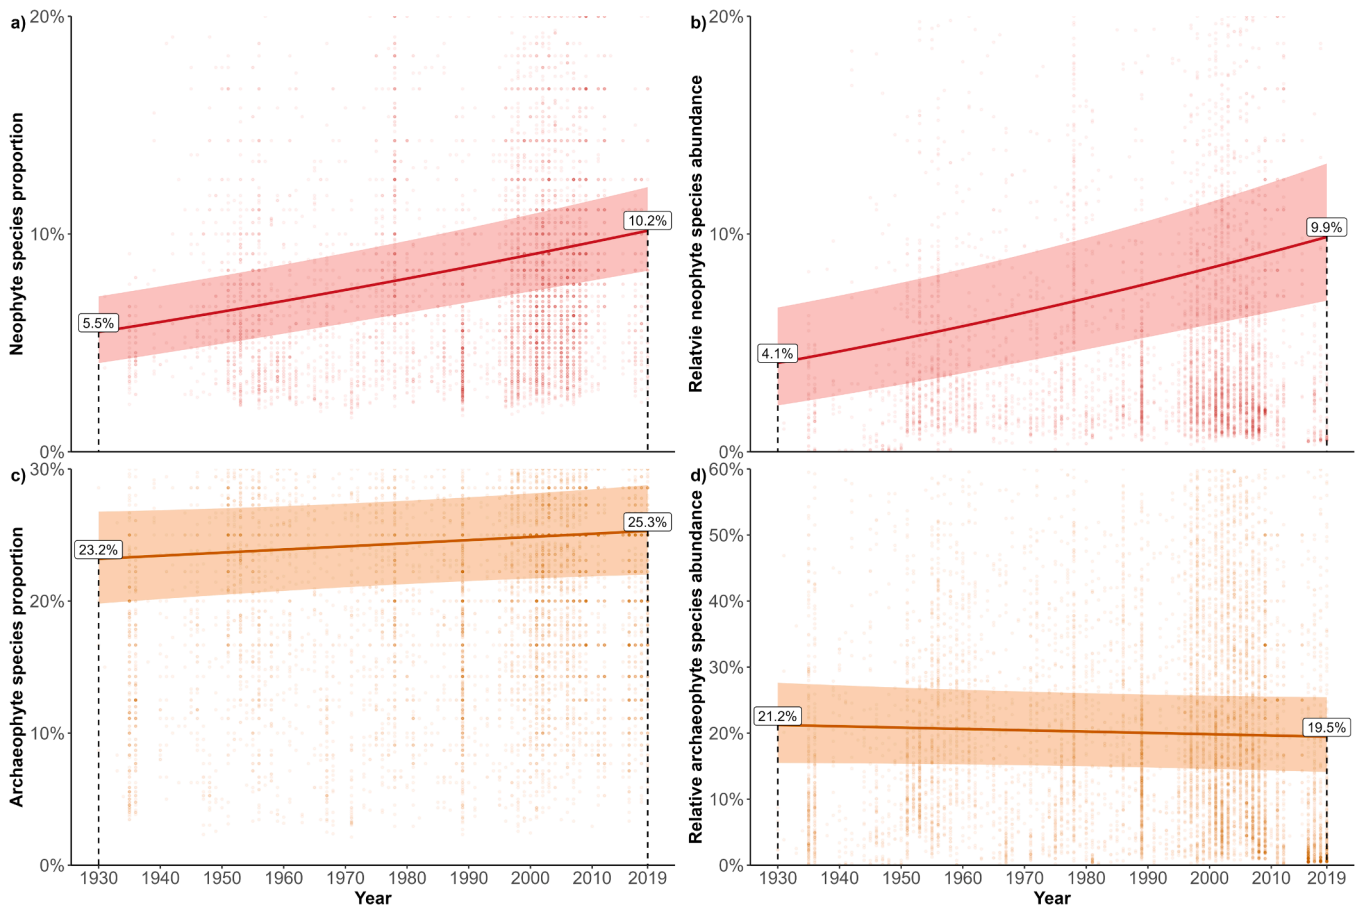 a)
20%
10%
0%
Neophyte species proportion
5.5%
10.2%
b)
20%
10%
0%
Relatvie neophyte species abundance
4.1%
9.9%
c)
30%
20%
10%
0%
Archaeophyte species proportion
23.2%
25.3%
1930 1940 1950 1960 1970 1980 1990 2000 2010 2019
Year
d)
60%
50%
40%
30%
20%
10%
0%
Relative archaeophyte species abundance
21.2%
19.5%
1930 1940 1950 1960 1970 1980 1990 2000 2010 2019
Year